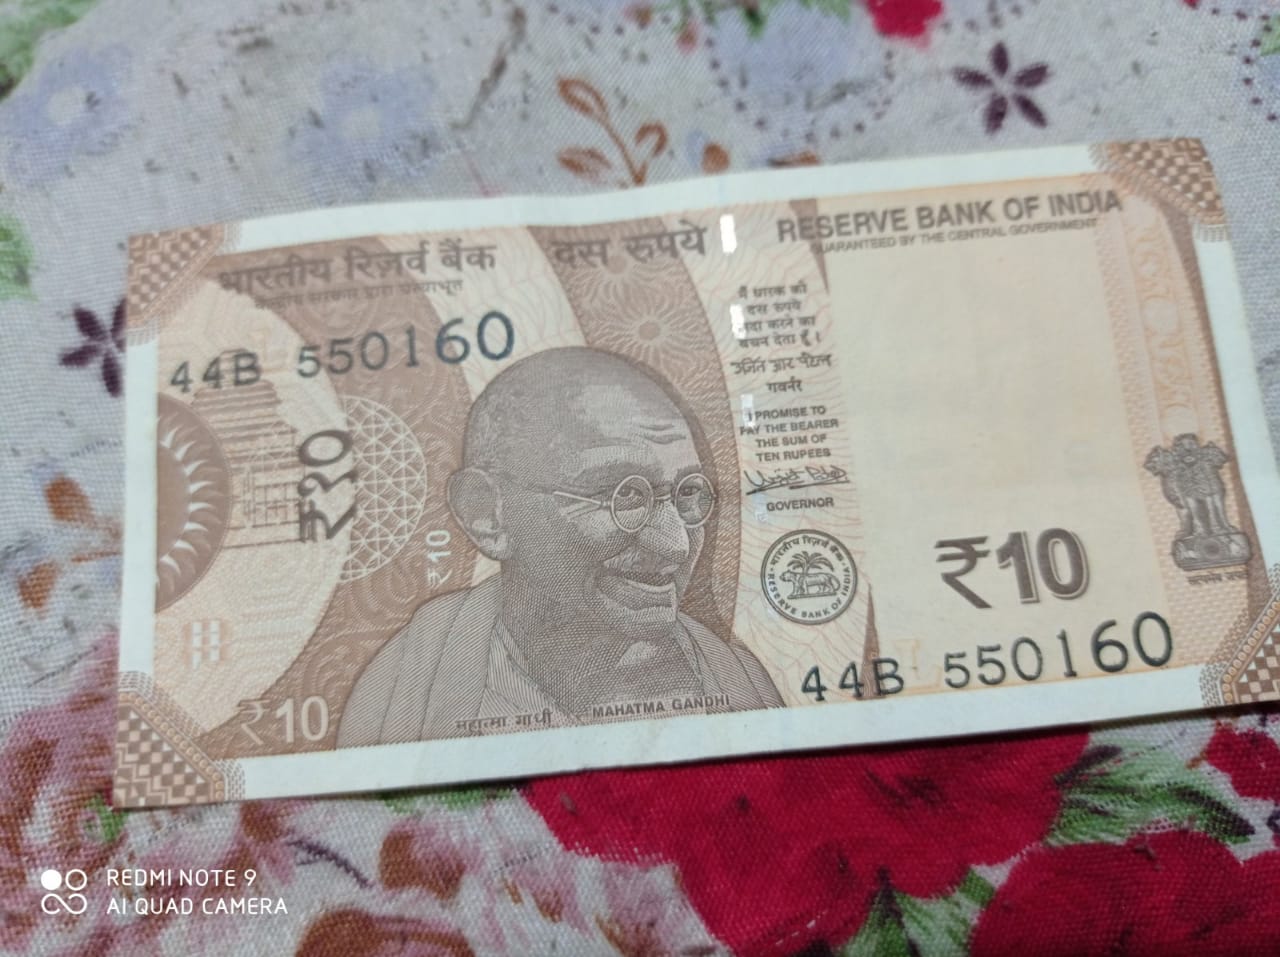 भारतीय रिज़र्व बैंक
केन्द्रीय सरकार द्वारा प्रत्याभूत
दस रुपये
RESERVE BANK OF INDIA
GUARANTEED BY THE CENTRAL GOVERNMENT
44B 550160
मैं धारक को
दस रुपये
अदा करने का
वचन देता हूँ।
उर्जित आर पटेल
गवर्नर
I PROMISE TO
PAY THE BEARER
THE SUM OF
TEN RUPEES
Urjit Patel
GOVERNOR
₹१०
₹10
भारतीय रिज़र्व बैंक
RESERVE BANK OF INDIA
₹10
सत्यमेव जयते
44B 550160
₹10
महात्मा गांधी
MAHATMA GANDHI
REDMI NOTE 9
AI QUAD CAMERA